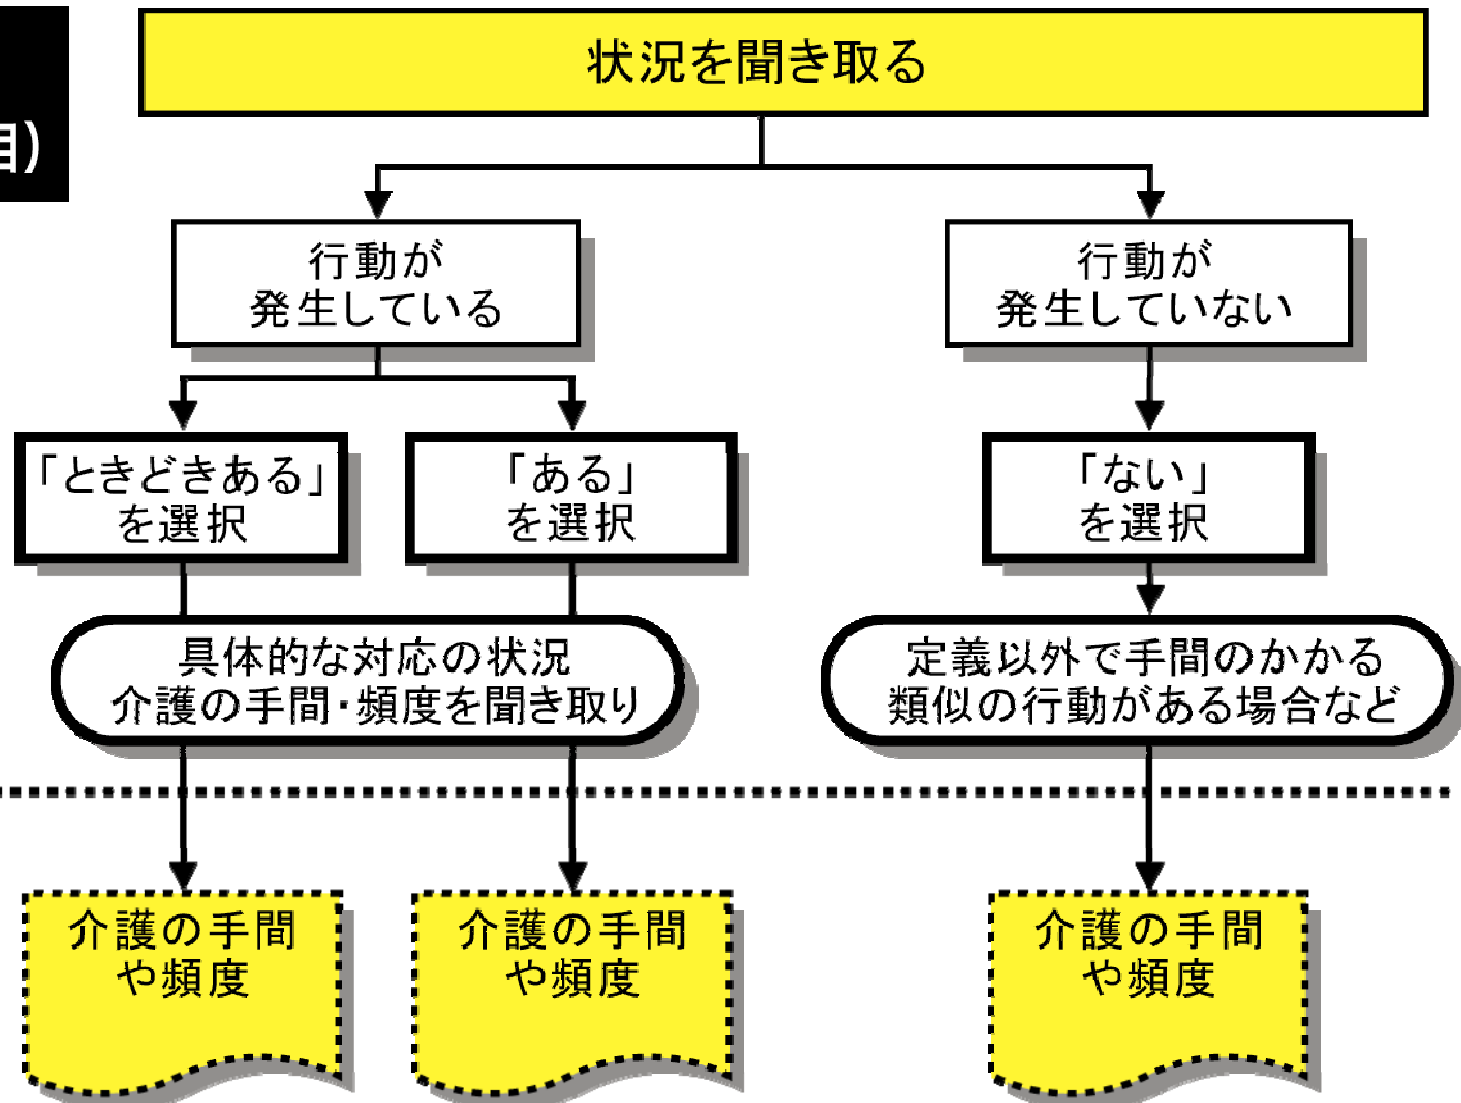 状況を聞き取る
目)
行動が
発生している
行動が
発生していない
「ときどきある」
を選択
「ある」
を選択
「ない」
を選択
具体的な対応の状況
介護の手間・頻度を聞き取り
定義以外で手間のかかる
類似の行動がある場合など
介護の手間
や頻度
介護の手間
や頻度
介護の手間
や頻度